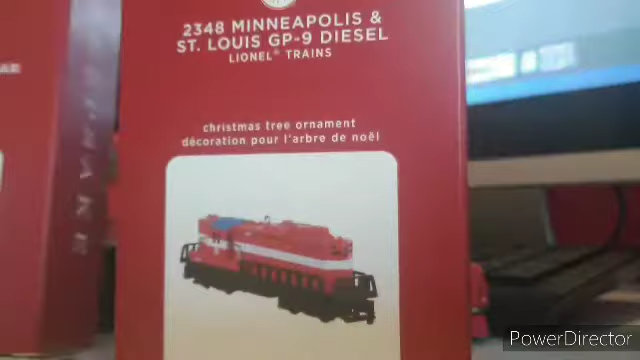 2348 MINNEAPOLIS &
ST. LOUIS GP-9 DIESEL
LIONEL® TRAINS
christmas tree ornament
décoration pour l'arbre de noël
PowerDirector